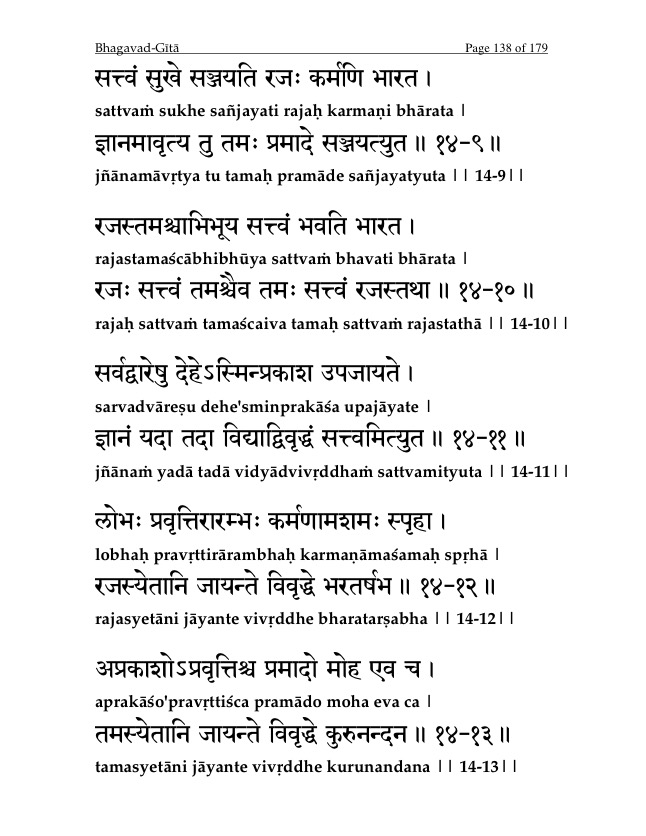 Bhagavad-Gītā Page 138 of 179
सत्त्वं सुखे सञ्जयति रजः कर्मणि भारत ।
sattvaṁ sukhe sañjayati rajaḥ karmaṇi bhārata |
ज्ञानमावृत्य तु तमः प्रमादे सञ्जयत्युत ॥ १४-९॥
jñānamāvṛtya tu tamaḥ pramāde sañjayatyuta || 14-9||
रजस्तमश्चाभिभूय सत्त्वं भवति भारत ।
rajastamaścābhibhūya sattvaṁ bhavati bhārata |
रजः सत्त्वं तमश्चैव तमः सत्त्वं रजस्तथा ॥ १४-१०॥
rajaḥ sattvaṁ tamaścaiva tamaḥ sattvaṁ rajastathā || 14-10||
सर्वद्वारेषु देहेऽस्मिन्प्रकाश उपजायते ।
sarvadvāreṣu dehe'sminprakāśa upajāyate |
ज्ञानं यदा तदा विद्याद्विवृद्धं सत्त्वमित्युत ॥ १४-११॥
jñānaṁ yadā tadā vidyādvivṛddhaṁ sattvamityuta || 14-11||
लोभः प्रवृत्तिरारम्भः कर्मणामशमः स्पृहा ।
lobhaḥ pravṛttirārambhaḥ karmaṇāmaśamaḥ spṛhā |
रजस्येतानि जायन्ते विवृद्धे भरतर्षभ ॥ १४-१२॥
rajasyetāni jāyante vivṛddhe bharatarṣabha || 14-12||
अप्रकाशोऽप्रवृत्तिश्च प्रमादो मोह एव च ।
aprakāśo'pravṛttiśca pramādo moha eva ca |
तमस्येतानि जायन्ते विवृद्धे कुरुनन्दन ॥ १४-१३॥
tamasyetāni jāyante vivṛddhe kurunandana || 14-13||